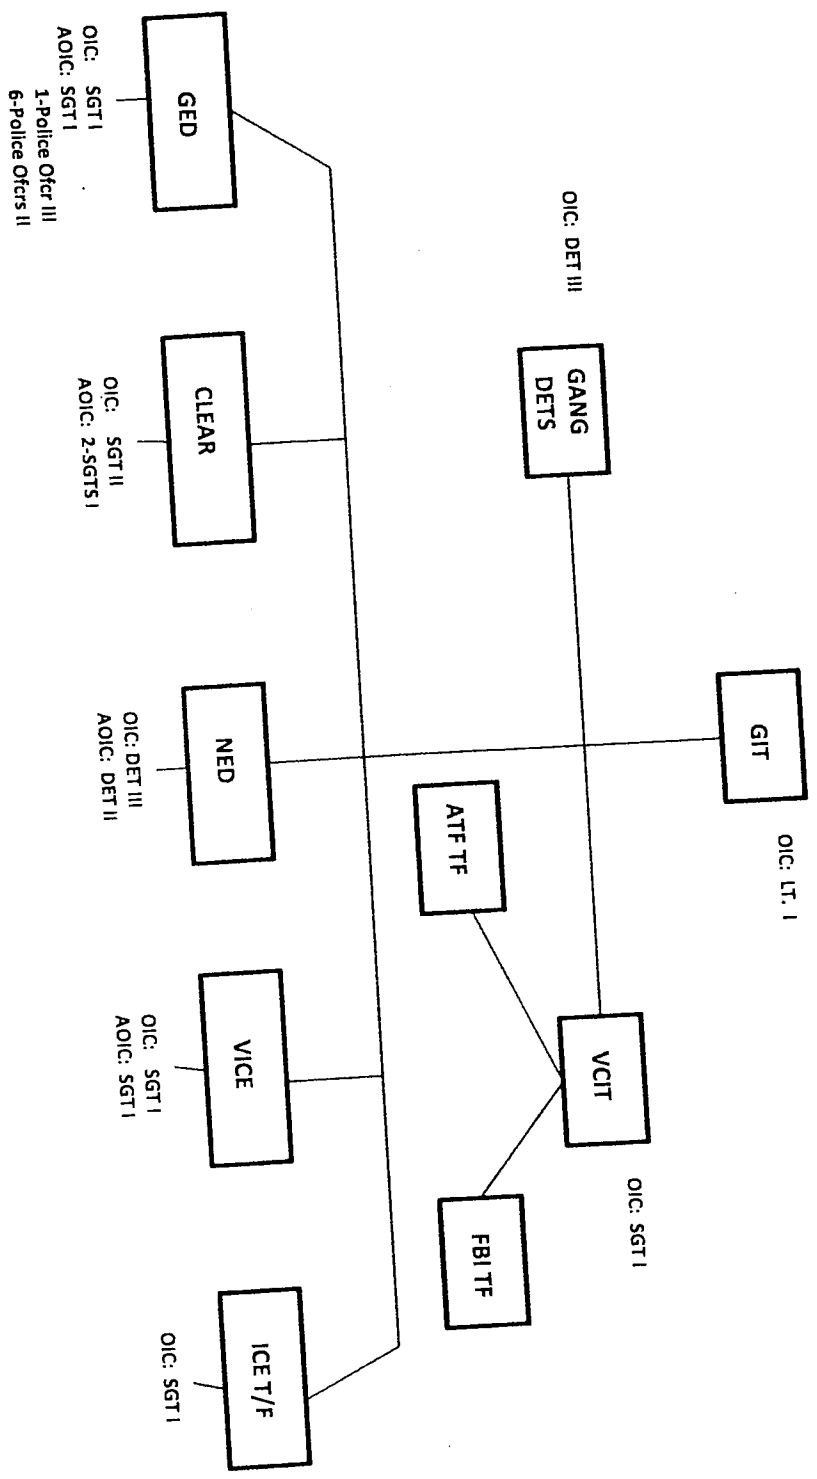 GIT
OIC: LT. I
OIC: DET III
GANG
DETS
VCIT
OIC: SGT I
ATF TF
FBI TF
GED
OIC: SGT I
AOIC: SGT I
1-Police Ofcr III
6-Police Ofcrs II
CLEAR
OIC: SGT II
AOIC: 2-SGTS I
NED
OIC: DET III
AOIC: DET II
VICE
OIC: SGT I
AOIC: SGT I
ICE T/F
OIC: SGT I